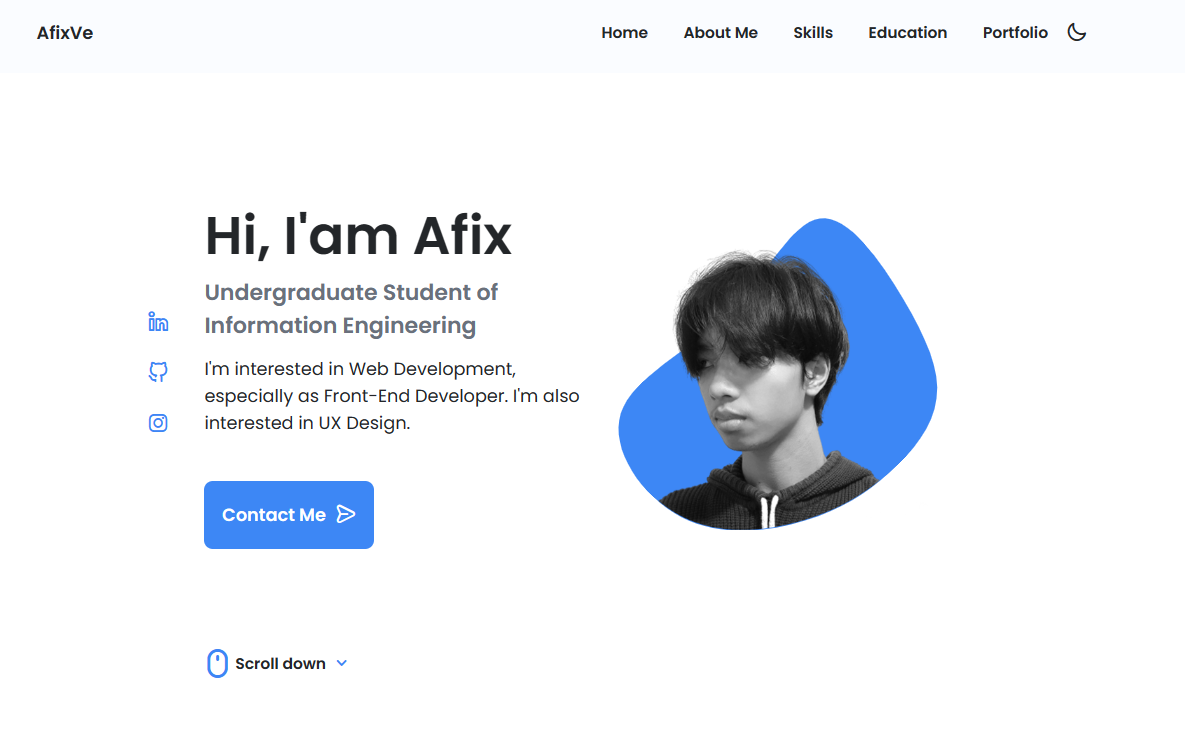 AfixVe
Home About Me Skills Education Portfolio
Hi, I'am Afix
Undergraduate Student of
Information Engineering
I'm interested in Web Development,
especially as Front-End Developer. I'm also
interested in UX Design.
Contact Me
Scroll down